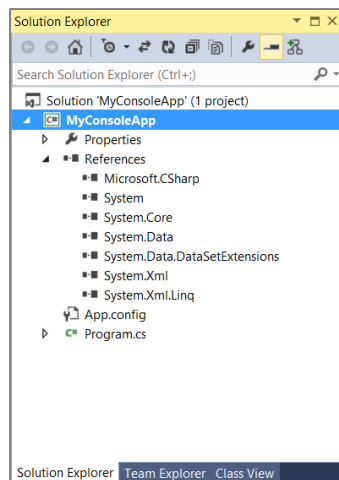 Solution Explorer
Search Solution Explorer (Ctrl+;)
Solution 'MyConsoleApp' (1 project)
C# MyConsoleApp
Properties
References
Microsoft.CSharp
System
System.Core
System.Data
System.Data.DataSetExtensions
System.Xml
System.Xml.Linq
App.config
C# Program.cs
Solution Explorer Team Explorer Class View